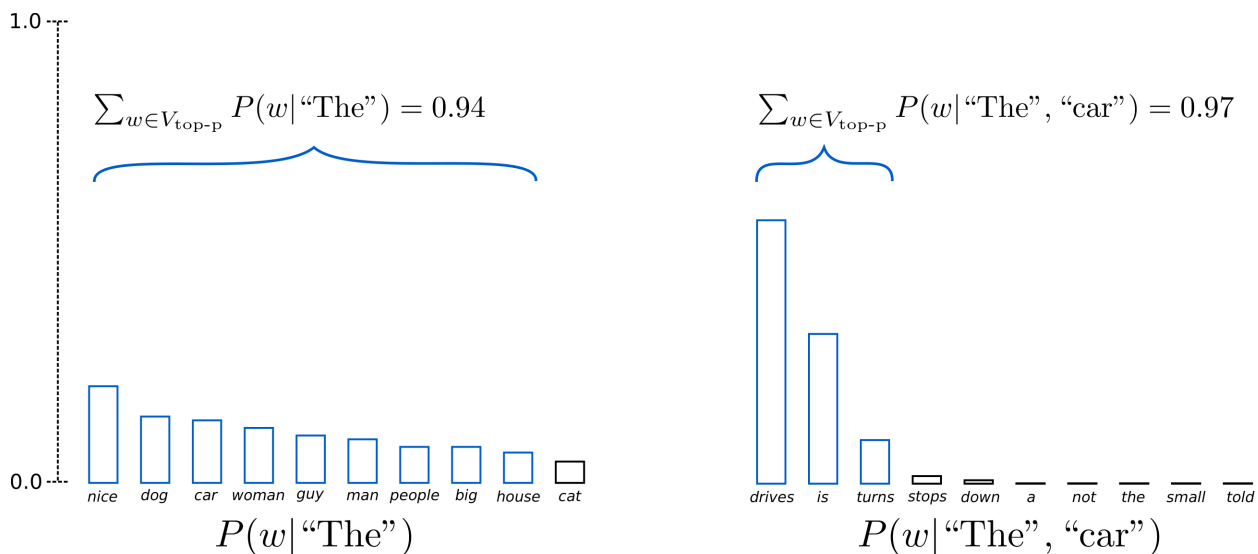 1.0
∑w∈Vtop-p P(w|“The”) = 0.94
∑w∈Vtop-p P(w|“The”, “car”) = 0.97
0.0
nice dog car woman guy man people big house cat
drives is turns stops down a not the small told
P(w|“The”)
P(w|“The”, “car”)